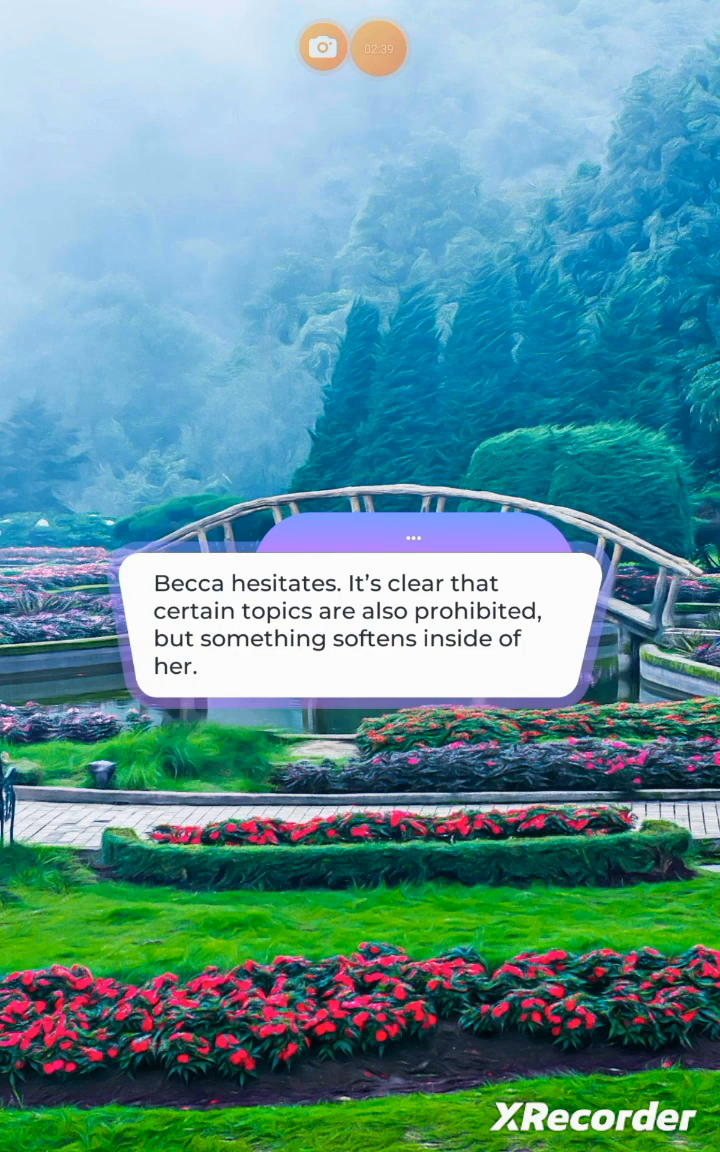 02:39
...
Becca hesitates. It’s clear that
certain topics are also prohibited,
but something softens inside of
her.
XRecorder